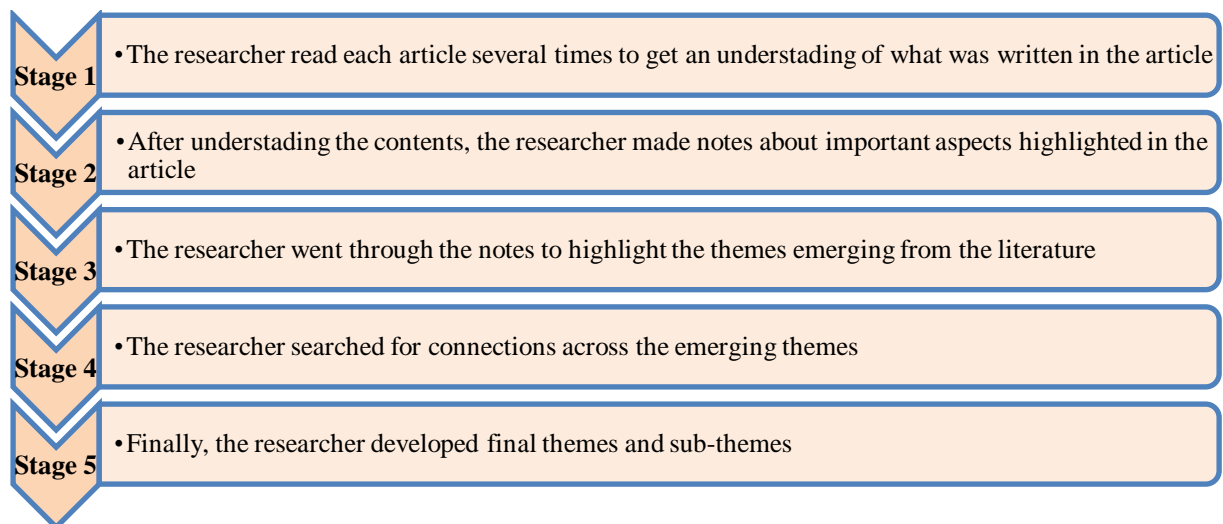 Stage 1
•The researcher read each article several times to get an understading of what was written in the article
Stage 2
•After understading the contents, the researcher made notes about important aspects highlighted in the
article
Stage 3
•The researcher went through the notes to highlight the themes emerging from the literature
Stage 4
•The researcher searched for connections across the emerging themes
Stage 5
•Finally, the researcher developed final themes and sub-themes